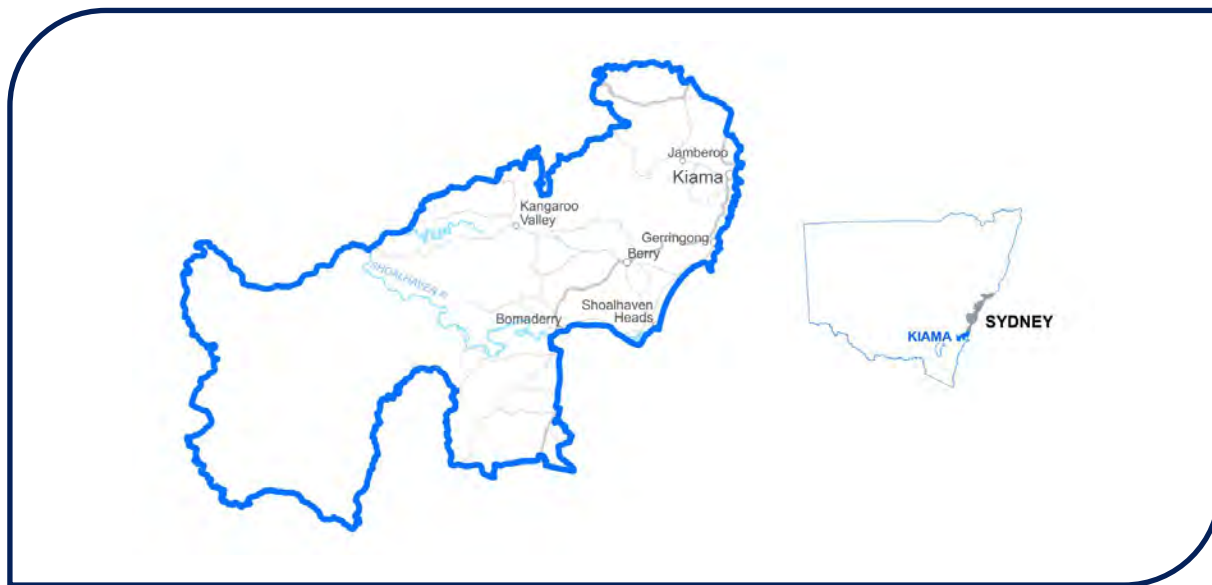 Jamberoo
Kiama
Kangaroo
Valley
Gerringong
Berry
SHOALHAVEN R
Shoalhaven
Heads
Bomaderry
SYDNEY
KIAMA